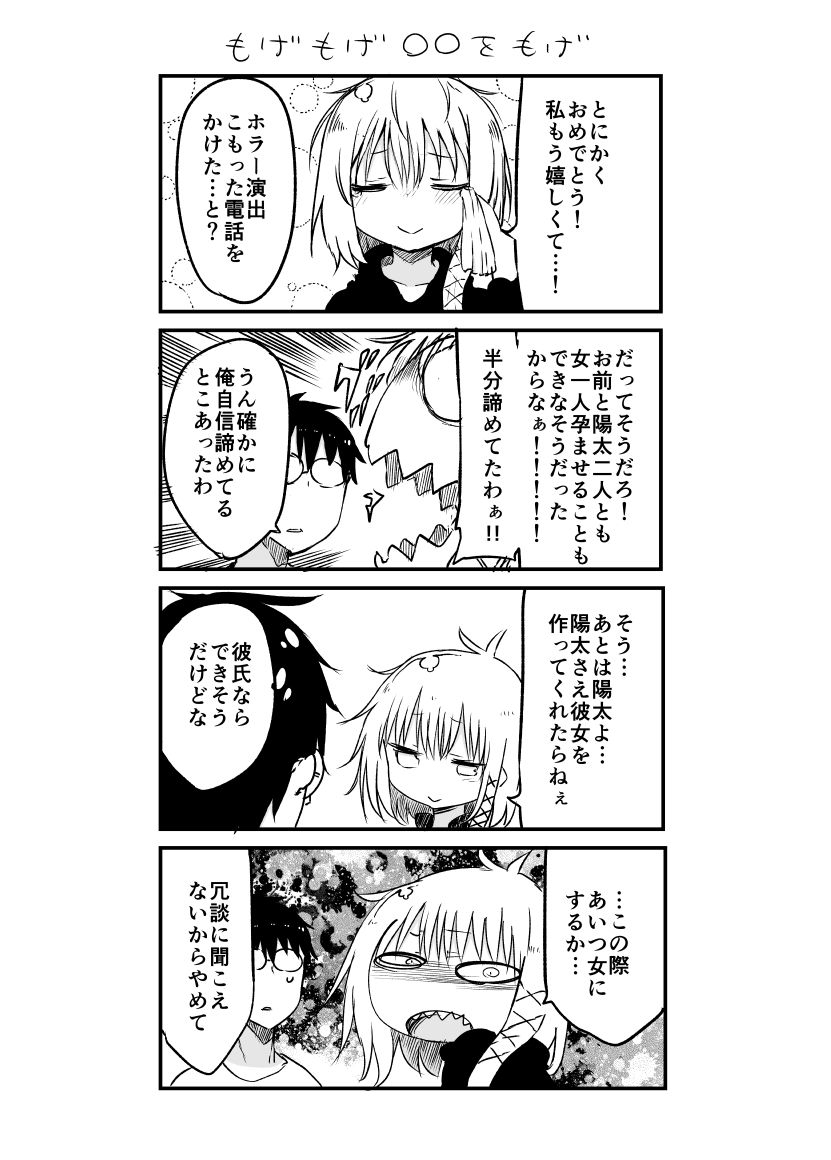 もげもげ〇〇をもげ
とにかく
おめでとう！
私もう嬉しくて…！
ホラー演出
こもった電話を
かけた…と？
だってそうだろ！
お前と陽太二人とも
女一人孕ませることも
できなそうだった
からなぁ！！！！！！
半分諦めてたわぁ!!
うん確かに
俺自信諦めてる
とこあったわ
そう…
あとは陽太よ…
陽太さえ彼女を
作ってくれたらねぇ
彼氏なら
できそう
だけどな
…この際
あいつ女に
するか…
冗談に聞こえ
ないからやめて